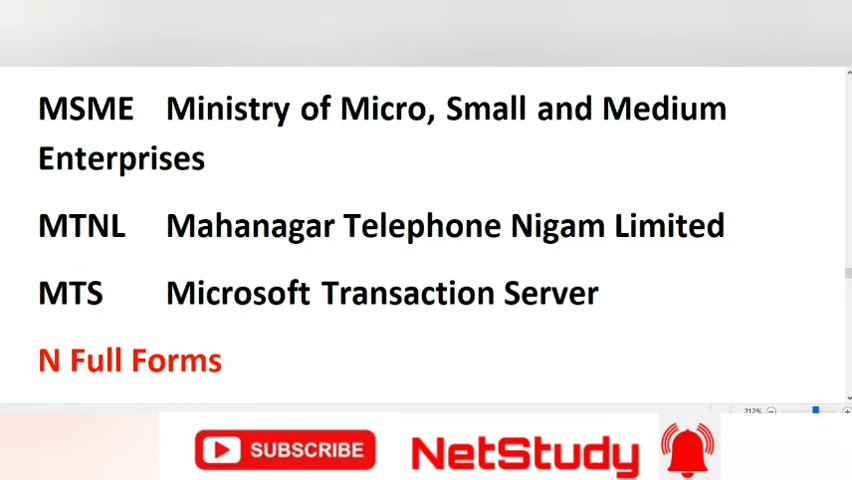 MSME Ministry of Micro, Small and Medium
Enterprises
MTNL Mahanagar Telephone Nigam Limited
MTS Microsoft Transaction Server
N Full Forms
212%
SUBSCRIBE NetStudy